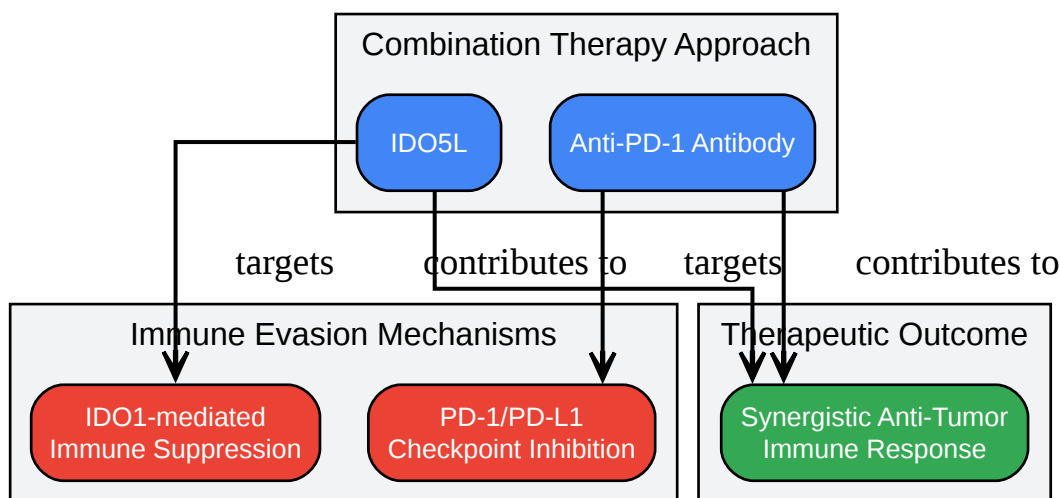 Combination Therapy Approach
IDO5L
Anti-PD-1 Antibody
targets
contributes to
targets
contributes to
Immune Evasion Mechanisms
Therapeutic Outcome
IDO1-mediated
Immune Suppression
PD-1/PD-L1
Checkpoint Inhibition
Synergistic Anti-Tumor
Immune Response